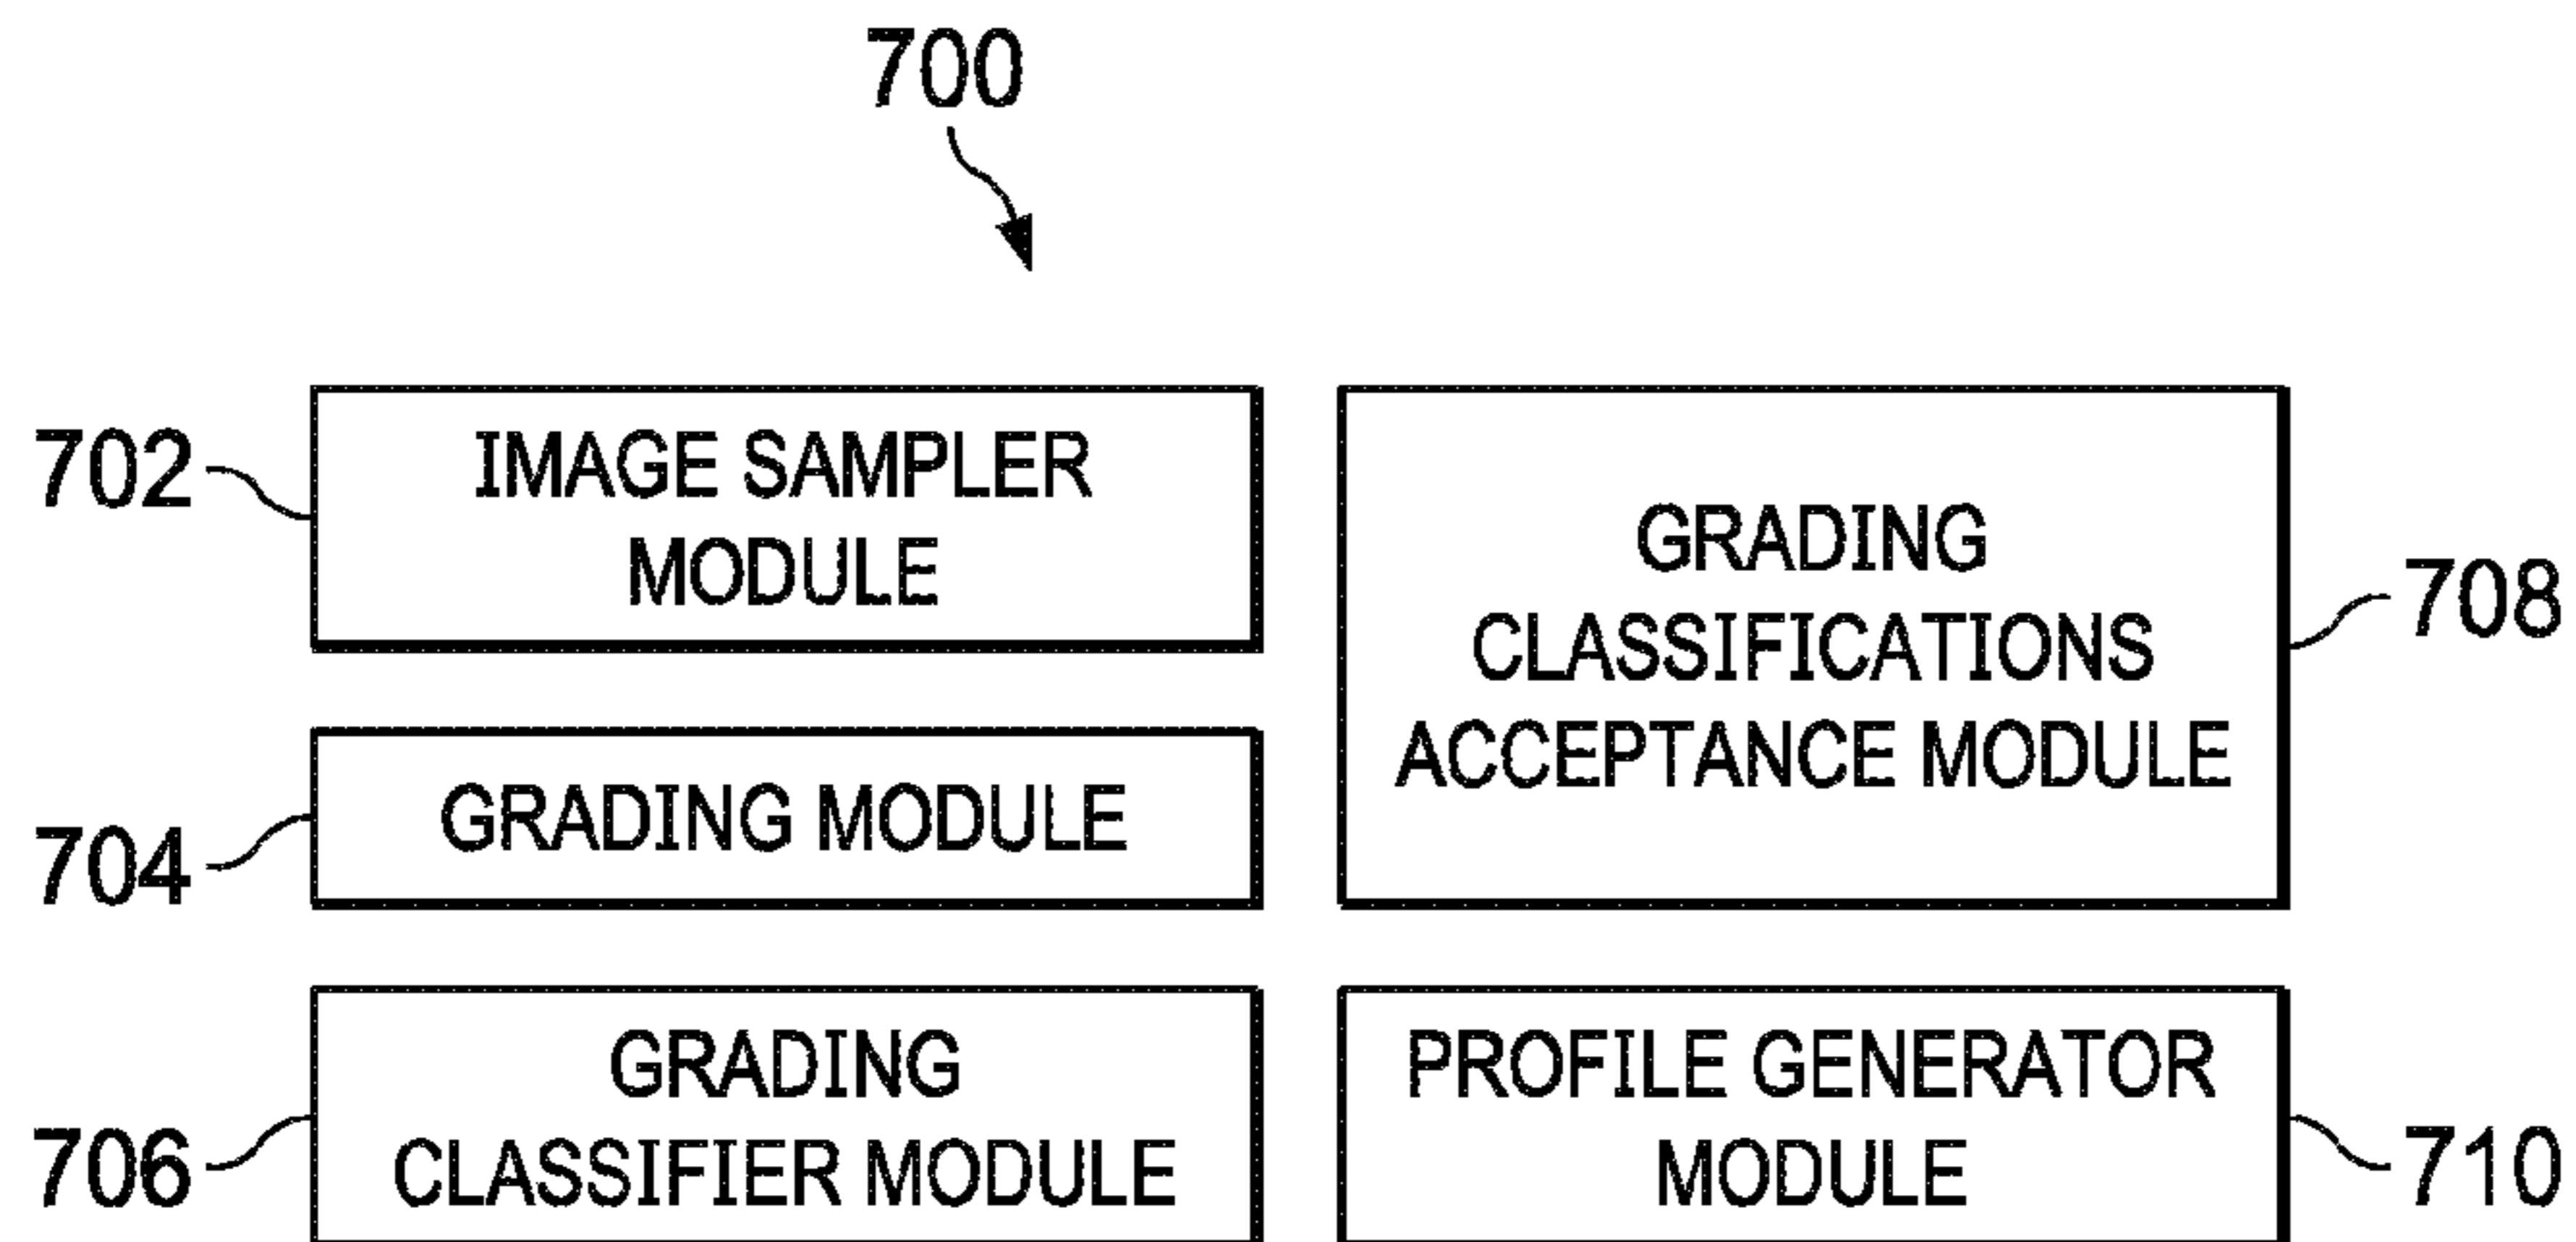 700
702
IMAGE SAMPLER
MODULE
704
GRADING MODULE
706
GRADING
CLASSIFIER MODULE
GRADING
CLASSIFICATIONS
ACCEPTANCE MODULE
708
PROFILE GENERATOR
MODULE
710